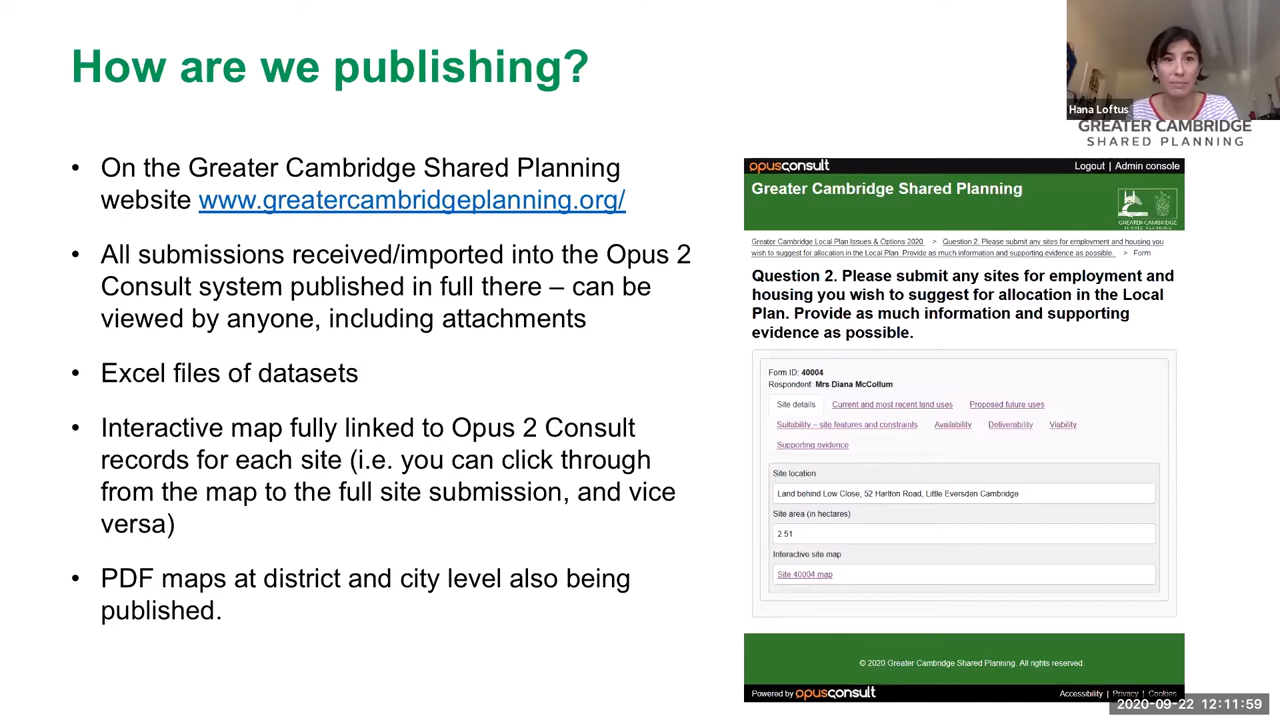 How are we publishing?
Hana Loftus
GREATER CAMBRIDGE
SHARED PLANNING
• On the Greater Cambridge Shared Planning
website www.greatercambridgeplanning.org/
• All submissions received/imported into the Opus 2
Consult system published in full there – can be
viewed by anyone, including attachments
• Excel files of datasets
• Interactive map fully linked to Opus 2 Consult
records for each site (i.e. you can click through
from the map to the full site submission, and vice
versa)
• PDF maps at district and city level also being
published.
opusconsult
Logout | Admin console
Greater Cambridge Shared Planning
GREATER CAMBRIDGE
SHARED PLANNING
Greater Cambridge Local Plan Issues & Options 2020 > Question 2. Please submit any sites for employment and housing you
wish to suggest for allocation in the Local Plan. Provide as much information and supporting evidence as possible. > Form
Question 2. Please submit any sites for employment and
housing you wish to suggest for allocation in the Local
Plan. Provide as much information and supporting
evidence as possible.
Form ID: 40004
Respondent: Mrs Diana McCollum
Site details Current and most recent land uses Proposed future uses
Suitability – site features and constraints Availability Deliverability Viability
Supporting evidence
Site location
Land behind Low Close, 52 Harlton Road, Little Eversden Cambridge
Site area (in hectares)
2.51
Interactive site map
Site 40004 map
© 2020 Greater Cambridge Shared Planning. All rights reserved.
Powered by opusconsult
Accessibility | Privacy | Cookies
2020-09-22 12:11:59